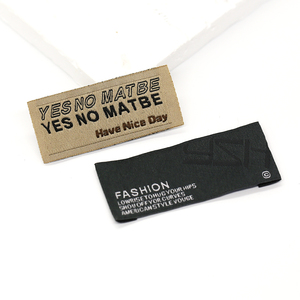 YES NO MATBE
YES NO MATBE
Have Nice Day
FASHION
LOWRISE TO HUG YOUR HIPS
SHOW OFF YOUR CURVES
AMERICAN STYLE VOUGE
©